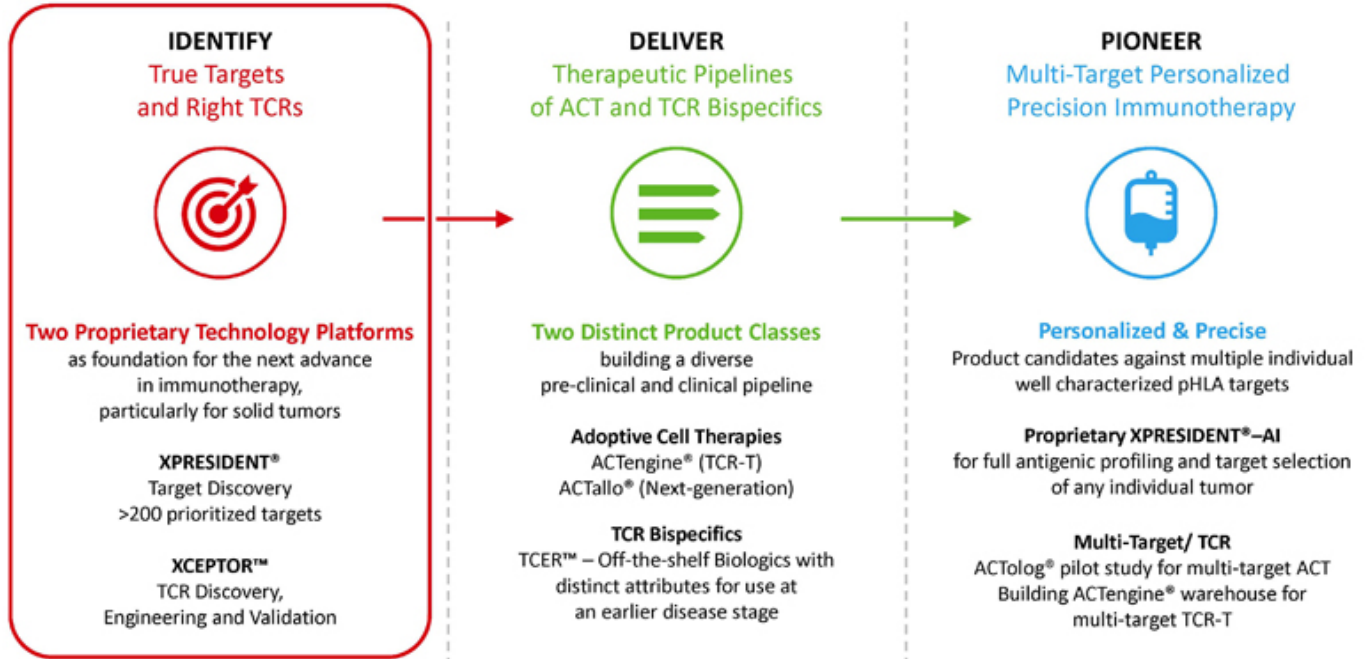 IDENTIFY
True Targets
and Right TCRs
Two Proprietary Technology Platforms
as foundation for the next advance
in immunotherapy,
particularly for solid tumors
XPRESIDENT®
Target Discovery
>200 prioritized targets
XCEPTOR™
TCR Discovery,
Engineering and Validation
DELIVER
Therapeutic Pipelines
of ACT and TCR Bispecifics
Two Distinct Product Classes
building a diverse
pre-clinical and clinical pipeline
Adoptive Cell Therapies
ACTengine® (TCR-T)
ACTallo® (Next-generation)
TCR Bispecifics
TCER™ – Off-the-shelf Biologics with
distinct attributes for use at
an earlier disease stage
PIONEER
Multi-Target Personalized
Precision Immunotherapy
Personalized & Precise
Product candidates against multiple individual
well characterized pHLA targets
Proprietary XPRESIDENT®–AI
for full antigenic profiling and target selection
of any individual tumor
Multi-Target/ TCR
ACTolog® pilot study for multi-target ACT
Building ACTengine® warehouse for
multi-target TCR-T